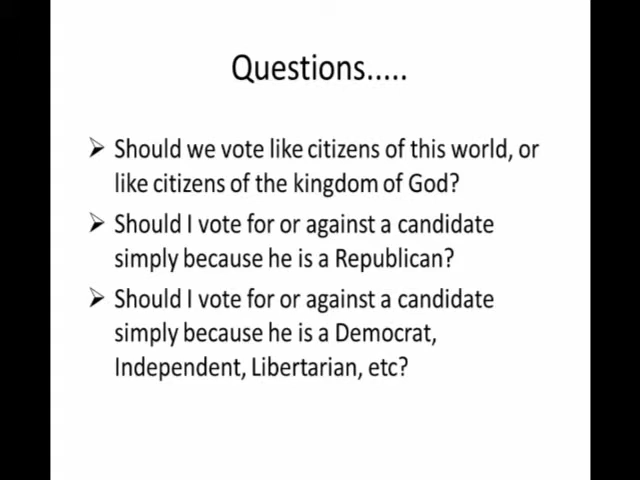 Questions.....
➢ Should we vote like citizens of this world, or
like citizens of the kingdom of God?
➢ Should I vote for or against a candidate
simply because he is a Republican?
➢ Should I vote for or against a candidate
simply because he is a Democrat,
Independent, Libertarian, etc?